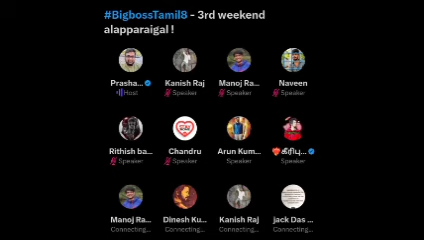 #BigbossTamil8 - 3rd weekend
alapparaigal !
Prasha... Kanish Raj Manoj Ra... Naveen
Host Speaker Speaker Speaker
Rithish ba... Chandru Arun Kum... கீரிபு...
Speaker Speaker Speaker Speaker
Manoj Ra... Dinesh Ku... Kanish Raj jack Das ...
Connecting... Connecting... Connecting... Connecting...